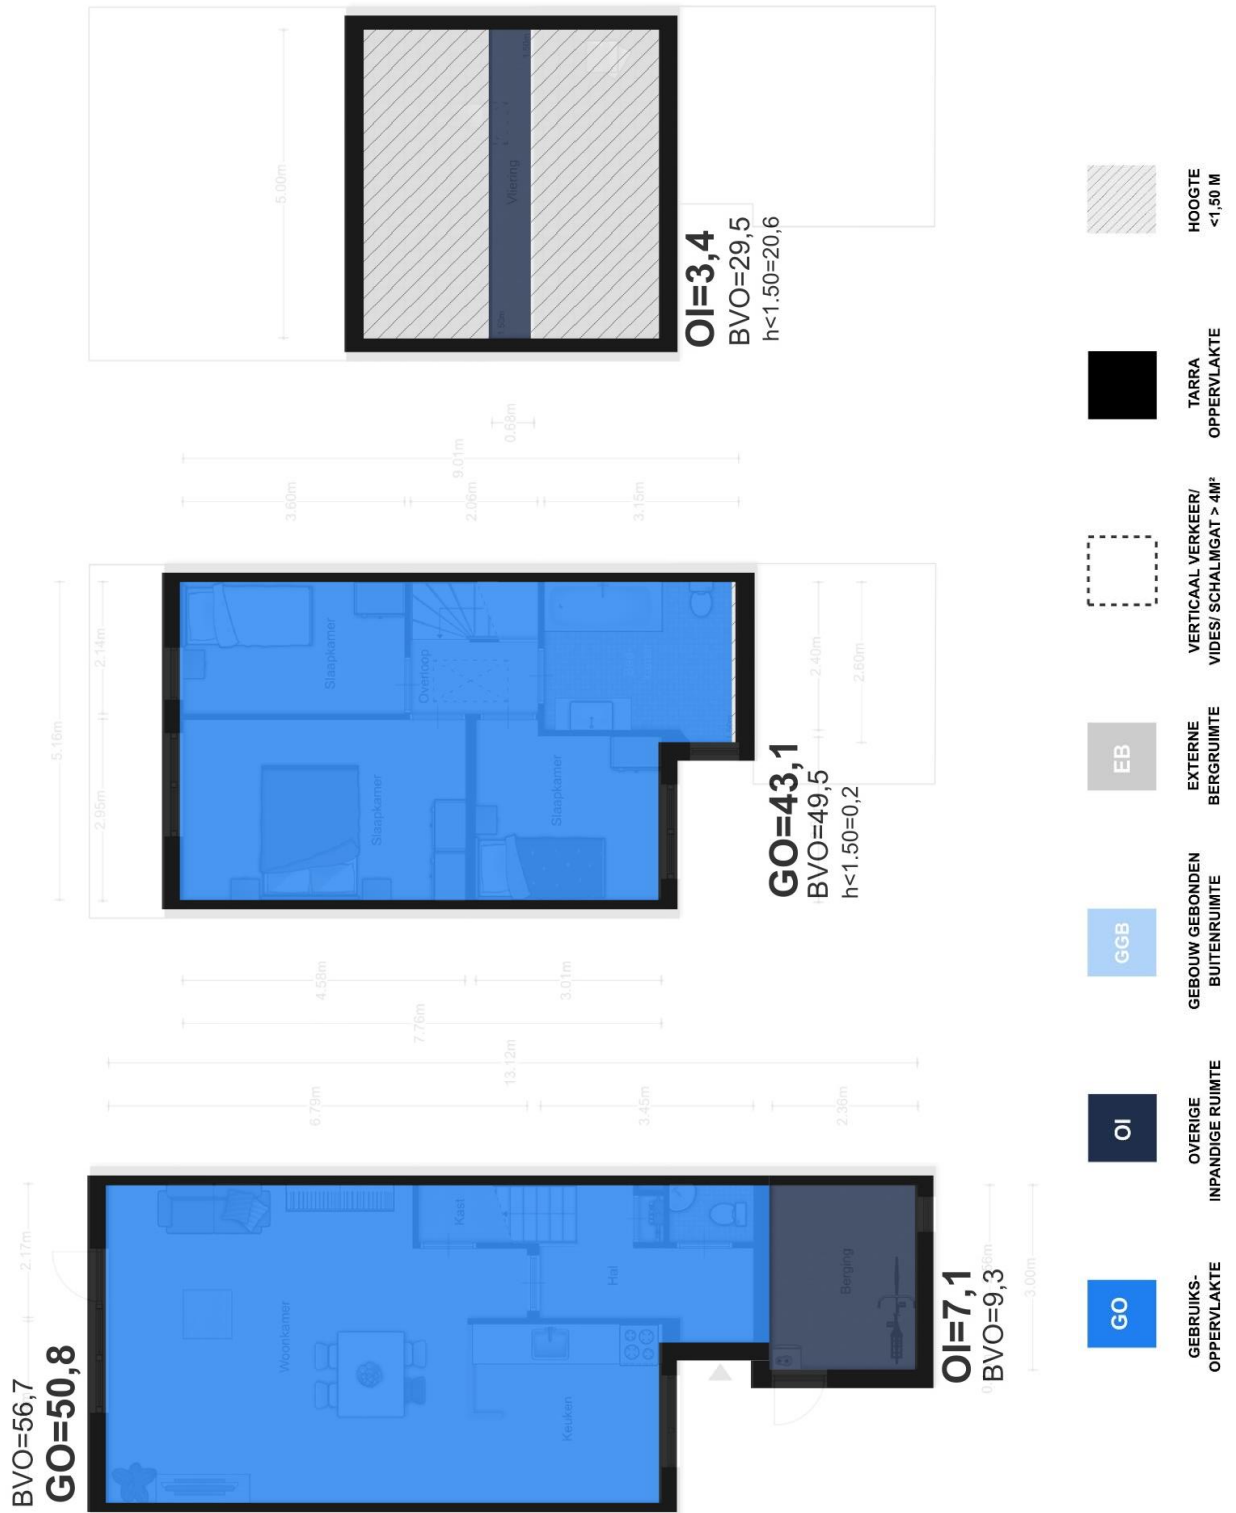 BVO=56,7
GO=50,8
2.17m
Woonkamer
Keuken
Kast
Hal
Berging
6.79m
3.45m
2.36m
13.12m
3.00m
OI=7,1
BVO=9,3
7.76m
4.58m
3.01m
5.16m
2.95m
2.14m
Slaapkamer
Slaapkamer
Slaapkamer
Overloop
2.40m
2.60m
GO=43,1
BVO=49,5
h<1.50=0,2
3.60m
2.06m
3.15m
9.01m
0.68m
5.00m
Vliering
1.50m
1.50m
OI=3,4
BVO=29,5
h<1.50=20,6
GO
GEBRUIKS-
OPPERVLAKTE
OI
OVERIGE
INPANDIGE RUIMTE
GGB
GEBOUW GEBONDEN
BUITENRUIMTE
EB
EXTERNE
BERGRUIMTE
VERTICAAL VERKEER/
VIDES/ SCHALMGAT > 4M²
TARRA
OPPERVLAKTE
HOOGTE
<1,50 M